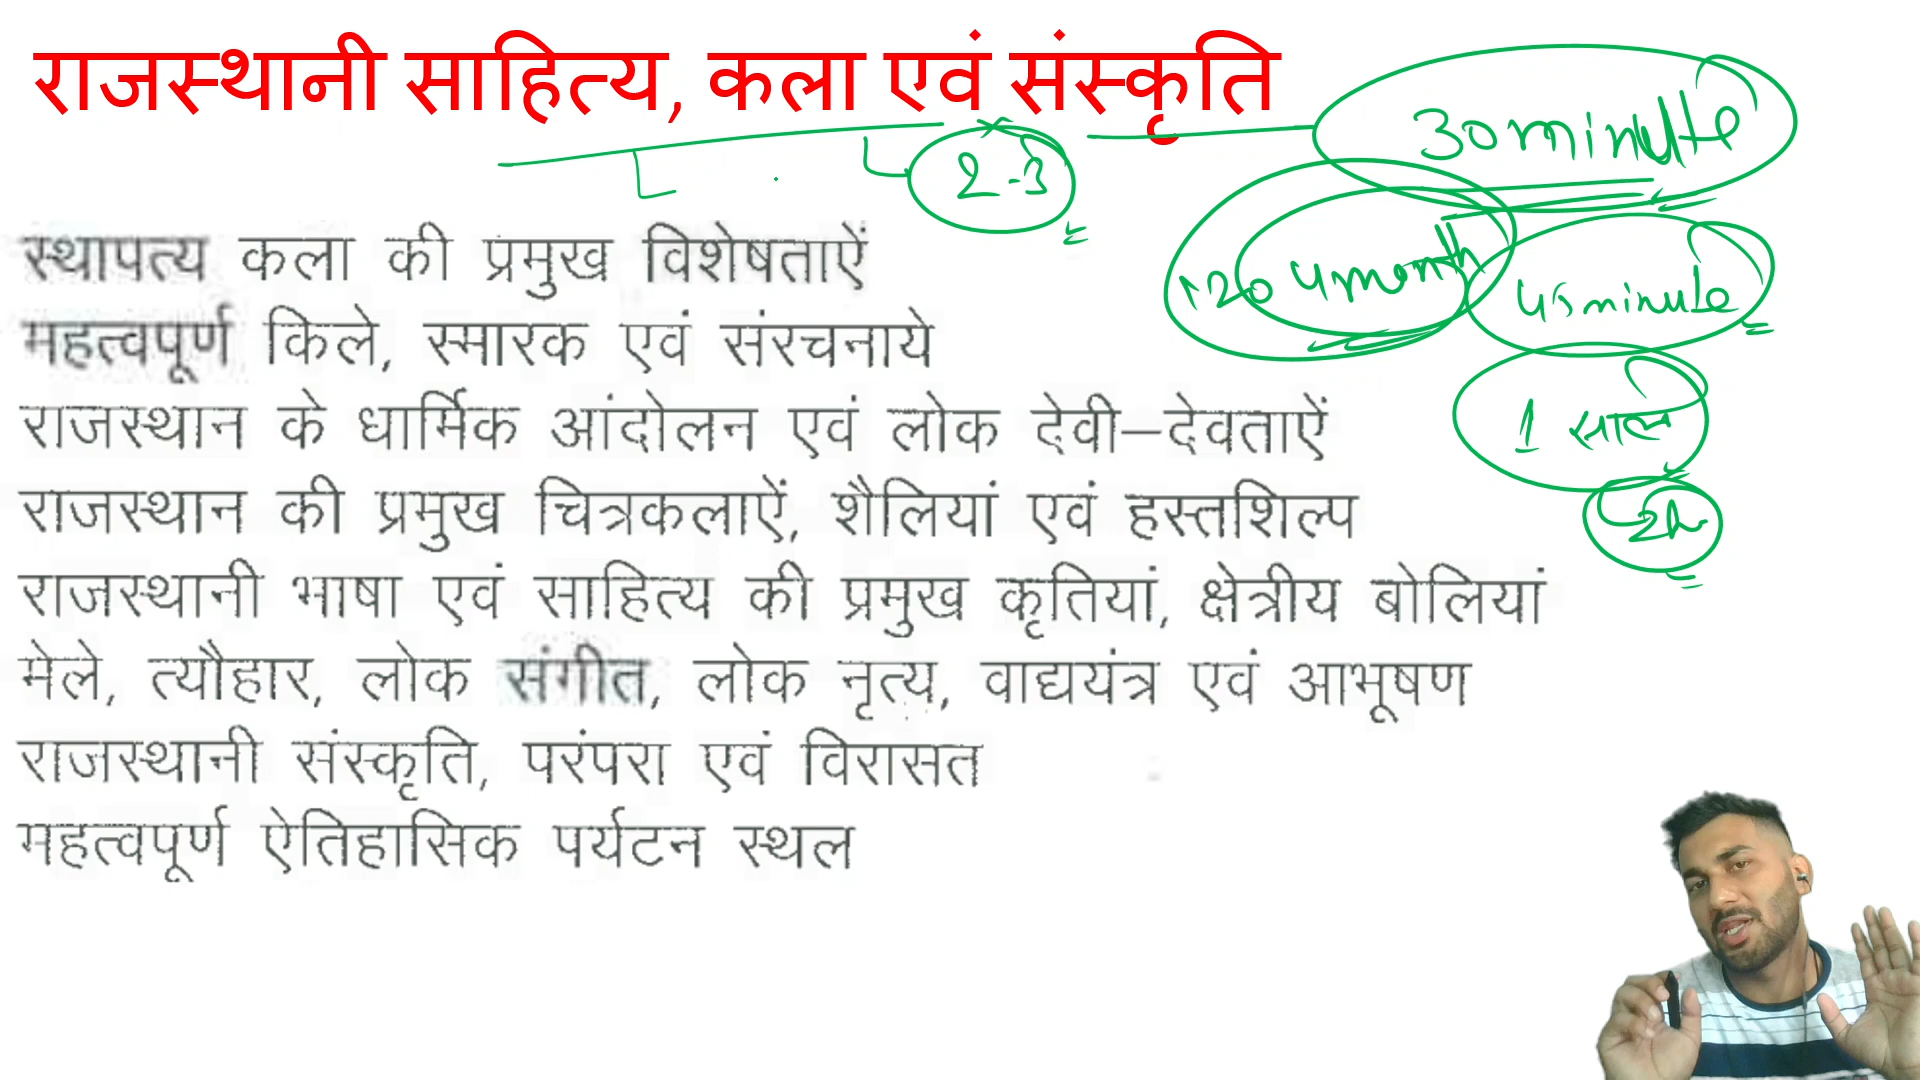 राजस्थानी साहित्य, कला एवं संस्कृति
30 minute
2-3
120 4 month
45 minute
1 साल
स्थापत्य कला की प्रमुख विशेषताऐं
महत्वपूर्ण किले, स्मारक एवं संरचनाये
राजस्थान के धार्मिक आंदोलन एवं लोक देवी–देवताऐं
राजस्थान की प्रमुख चित्रकलाऐं, शैलियां एवं हस्तशिल्प
राजस्थानी भाषा एवं साहित्य की प्रमुख कृतियां, क्षेत्रीय बोलियां
मेले, त्यौहार, लोक संगीत, लोक नृत्य, वाद्ययंत्र एवं आभूषण
राजस्थानी संस्कृति, परंपरा एवं विरासत
महत्वपूर्ण ऐतिहासिक पर्यटन स्थल